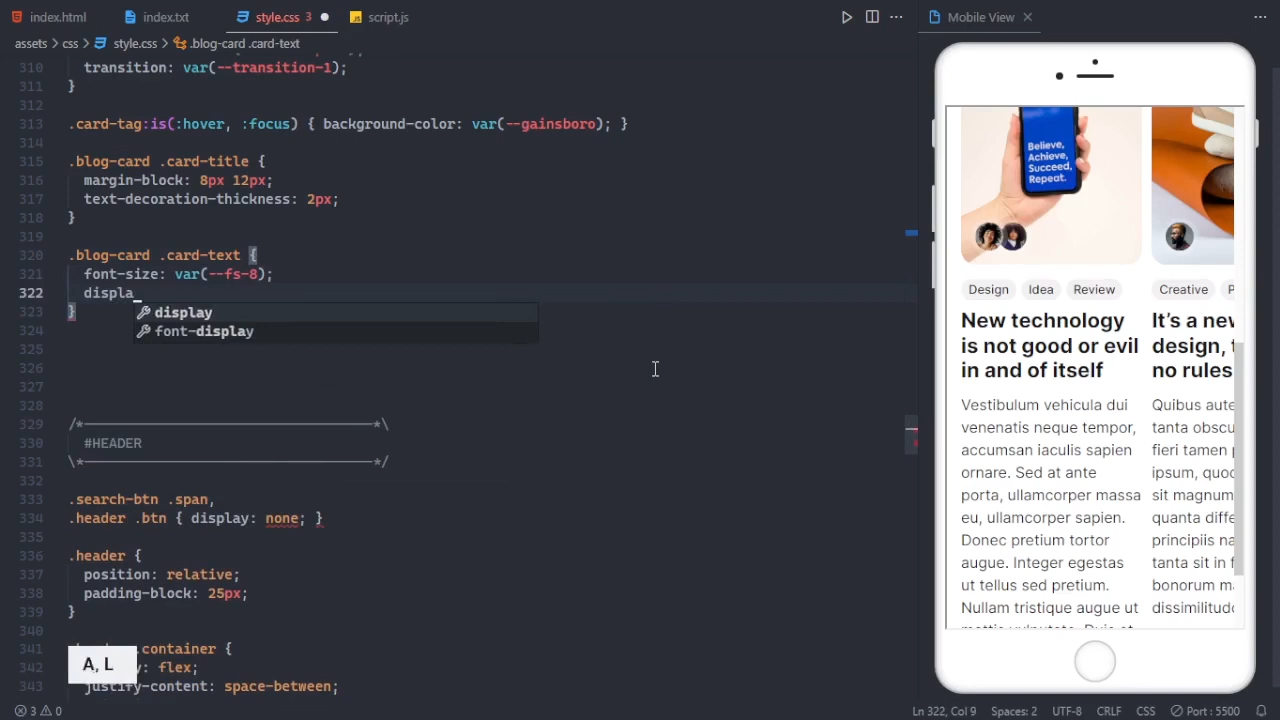 index.html
index.txt
style.css 3
script.js
Mobile View
assets > css > style.css > .blog-card .card-text
310 transition: var(--transition-1);
311 }
312
313 .card-tag:is(:hover, :focus) { background-color: var(--gainsboro); }
314
315 .blog-card .card-title {
316 margin-block: 8px 12px;
317 text-decoration-thickness: 2px;
318 }
319
320 .blog-card .card-text {
321 font-size: var(--fs-8);
322 displa
323 }
display
324
font-display
325
326
327
328
329 /*———————————————————————————————————*\
330 #HEADER
331 \*———————————————————————————————————*/
332
333 .search-btn .span,
334 .header .btn { display: none; }
335
336 .header {
337 position: relative;
338 padding-block: 25px;
339 }
340
341 .container {
342 : flex;
343 justify-content: space-between;
A, L
Believe,
Achieve,
Succeed,
Repeat.
Design Idea Review
New technology
is not good or evil
in and of itself
Vestibulum vehicula dui
venenatis neque tempor,
accumsan iaculis sapien
ornare. Sed at ante
porta, ullamcorper massa
eu, ullamcorper sapien.
Donec pretium tortor
augue. Integer egestas
ut tellus sed pretium.
Nullam tristique augue ut
Creative P
It's a new
design, t
no rules
Quibus aute
tanta obscu
fieri tamen p
ipsum, quoc
sit magnum
quanta diffe
principiis na
tanta sit in f
bonorum ma
dissimilitudo
3 0
Ln 322, Col 9 Spaces: 2 UTF-8 CRLF CSS Port : 5500